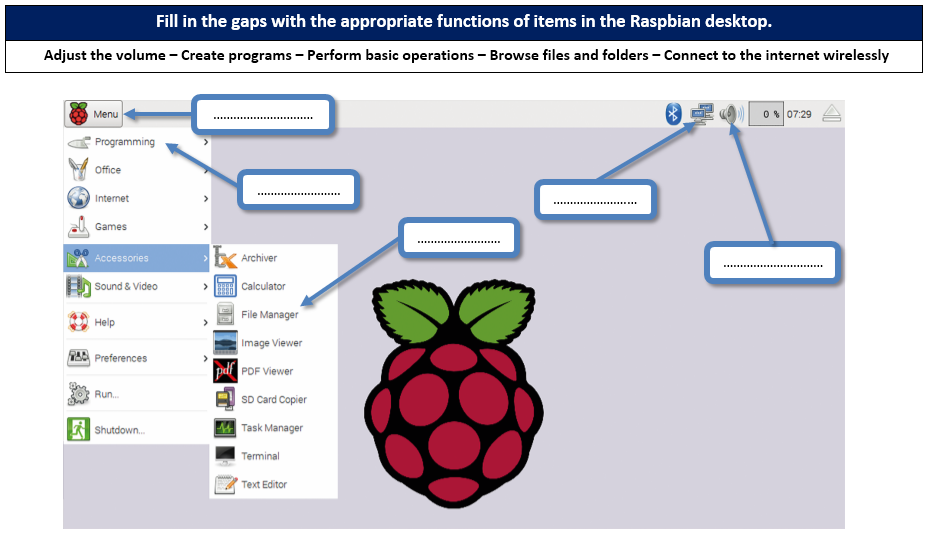 Fill in the gaps with the appropriate functions of items in the Raspbian desktop.
Adjust the volume – Create programs – Perform basic operations – Browse files and folders – Connect to the internet wirelessly
Menu
..............................
0 %
07:29
Programming
.........................
Office
Internet
.........................
Games
.........................
Accessories
Archiver
..............................
Sound & Video
Calculator
File Manager
Help
Image Viewer
Preferences
PDF Viewer
Run...
SD Card Copier
Shutdown...
Task Manager
Terminal
Text Editor
pdf